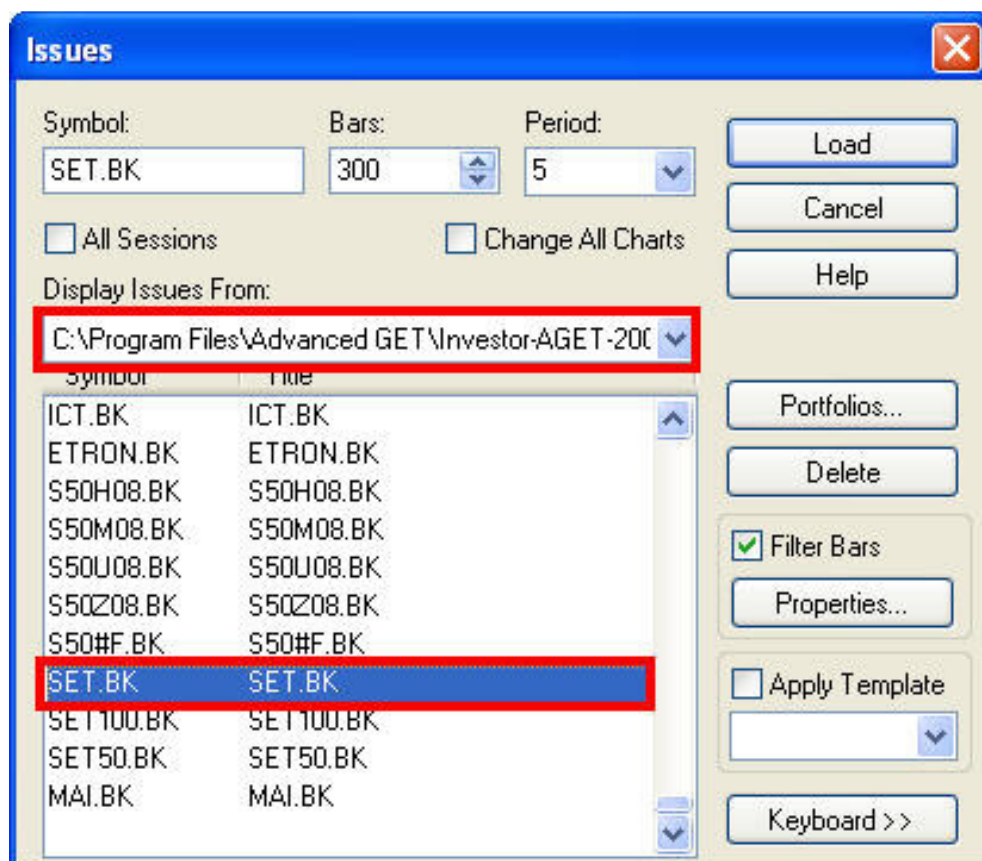 Issues
Symbol: Bars: Period:
SET.BK 300 5
Load
Cancel
All Sessions Change All Charts
Help
Display Issues From:
C:\Program Files\Advanced GET\Investor-AGET-200
Symbol Title
ICT.BK ICT.BK
Portfolios...
ETRON.BK ETRON.BK
Delete
S50H08.BK S50H08.BK
S50M08.BK S50M08.BK
Filter Bars
S50U08.BK S50U08.BK
S50Z08.BK S50Z08.BK
Properties...
S50#F.BK S50#F.BK
SET.BK SET.BK
Apply Template
SET100.BK SET100.BK
SET50.BK SET50.BK
MAI.BK MAI.BK
Keyboard >>